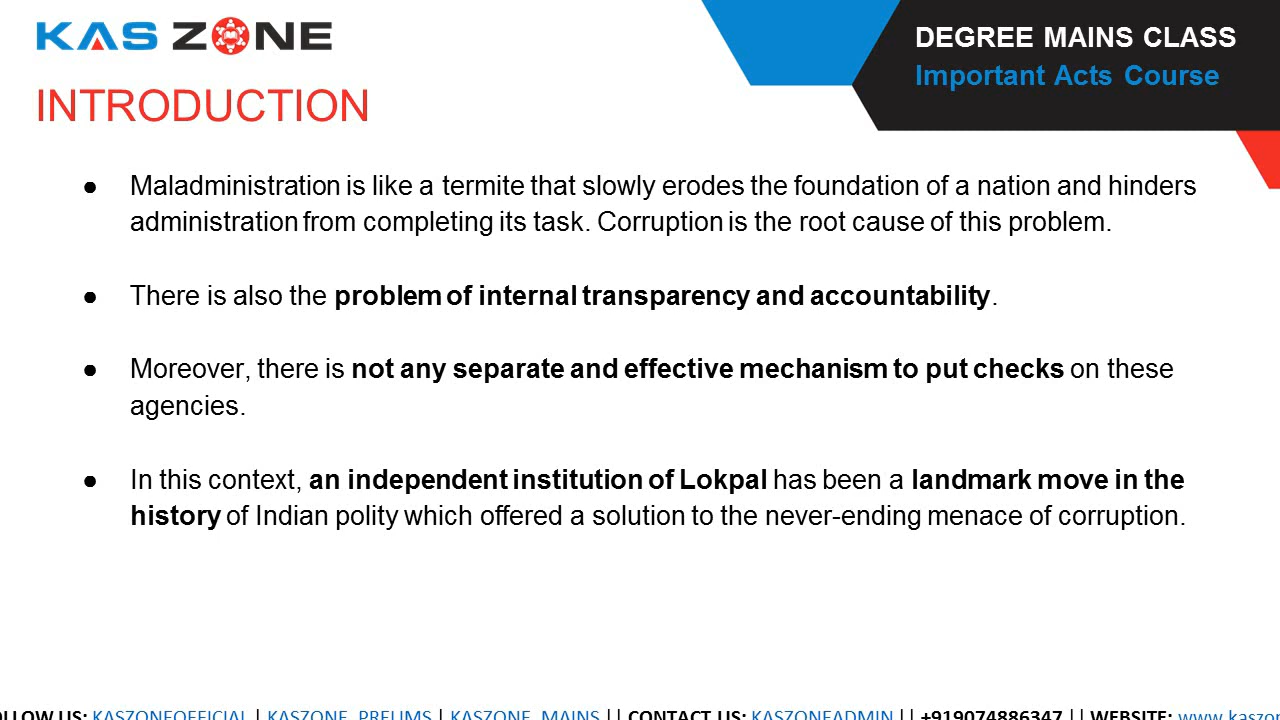 KAS ZONE
DEGREE MAINS CLASS
Important Acts Course
INTRODUCTION
● Maladministration is like a termite that slowly erodes the foundation of a nation and hinders
administration from completing its task. Corruption is the root cause of this problem.
● There is also the problem of internal transparency and accountability.
● Moreover, there is not any separate and effective mechanism to put checks on these
agencies.
● In this context, an independent institution of Lokpal has been a landmark move in the
history of Indian polity which offered a solution to the never-ending menace of corruption.
US: KASZONEOFFICIAL | KASZONE_PRELIMS | KASZONE_MAINS || CONTACT US: KASZONEADMIN || +919074886347 || WEBSITE: